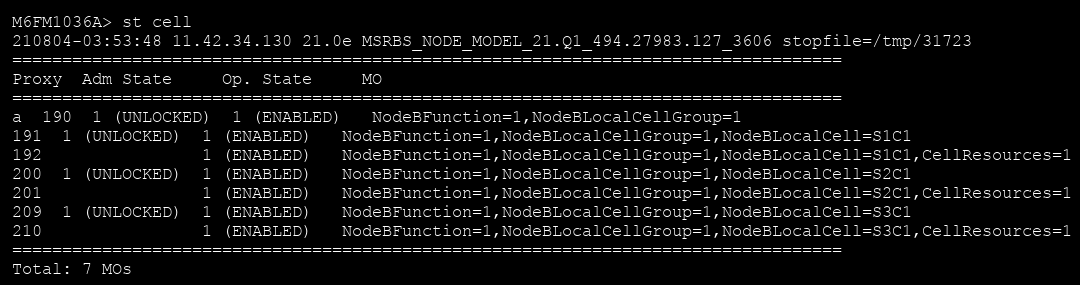 M6FM1036A> st cell
210804-03:53:48 11.42.34.130 21.0e MSRBS_NODE_MODEL_21.Q1_494.27983.127_3606 stopfile=/tmp/31723
===================================================================================
Proxy  Adm State     Op. State     MO
===================================================================================
a  190  1 (UNLOCKED)  1 (ENABLED)   NodeBFunction=1,NodeBLocalCellGroup=1
191  1 (UNLOCKED)  1 (ENABLED)   NodeBFunction=1,NodeBLocalCellGroup=1,NodeBLocalCell=S1C1
192                1 (ENABLED)   NodeBFunction=1,NodeBLocalCellGroup=1,NodeBLocalCell=S1C1,CellResources=1
200  1 (UNLOCKED)  1 (ENABLED)   NodeBFunction=1,NodeBLocalCellGroup=1,NodeBLocalCell=S2C1
201                1 (ENABLED)   NodeBFunction=1,NodeBLocalCellGroup=1,NodeBLocalCell=S2C1,CellResources=1
209  1 (UNLOCKED)  1 (ENABLED)   NodeBFunction=1,NodeBLocalCellGroup=1,NodeBLocalCell=S3C1
210                1 (ENABLED)   NodeBFunction=1,NodeBLocalCellGroup=1,NodeBLocalCell=S3C1,CellResources=1
===================================================================================
Total: 7 MOs